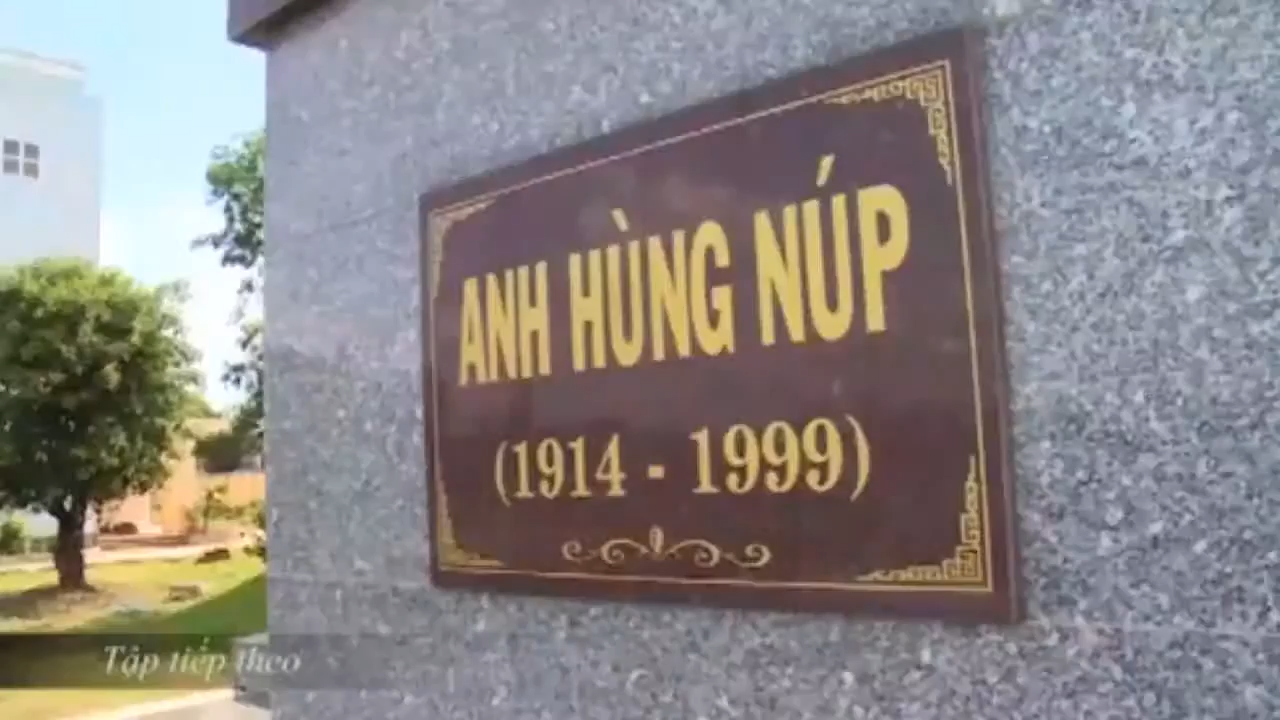 ANH HÙNG NÚP
(1914 - 1999)
Tập tiếp theo